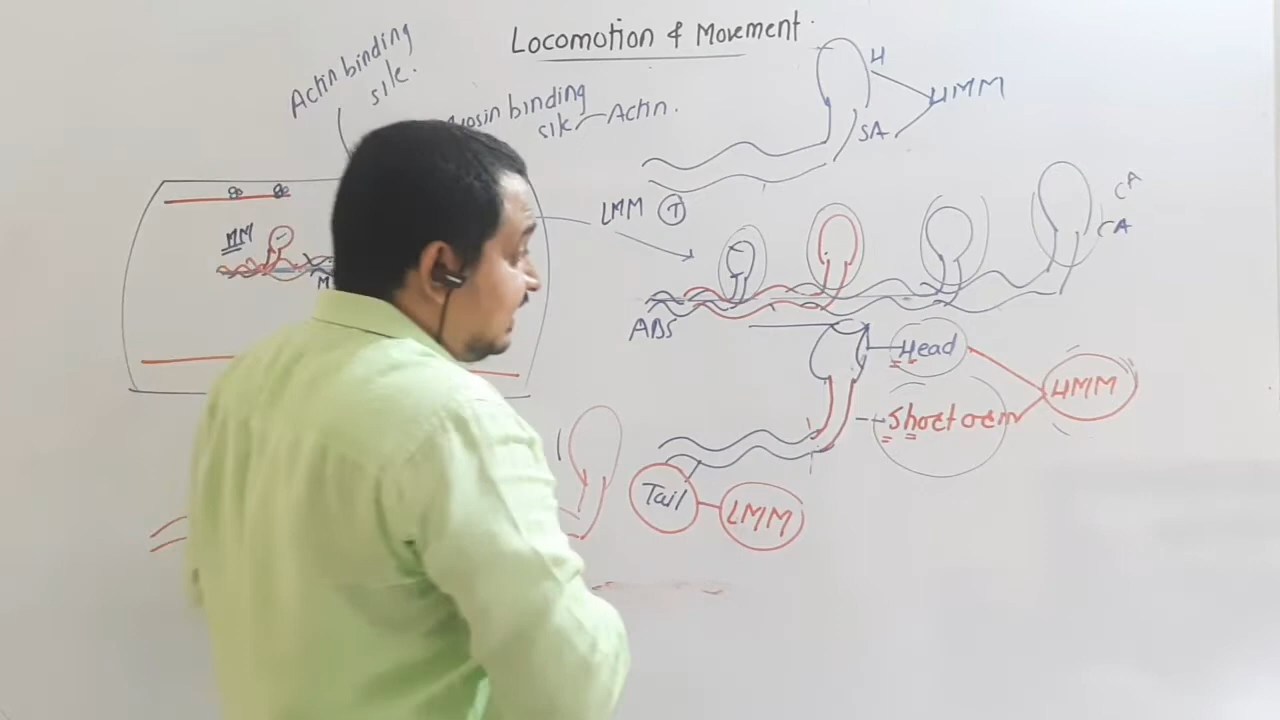 Locomotion & Movement.
Actin binding
site.
binding
site
Actin.
H
HMM
SA
LMM T
CA
CA
MM
M
ABS
Head
HMM
Short arm
Tail
LMM